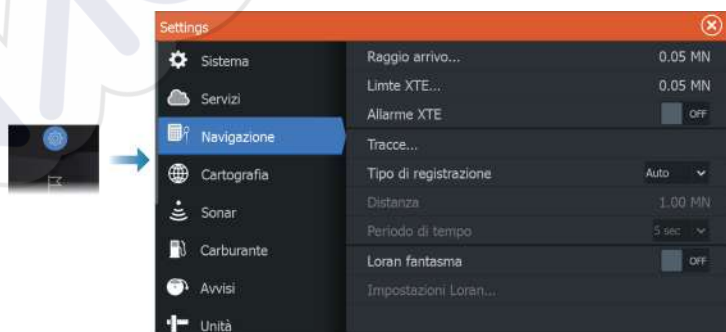 Settings
Sistema
Servizi
Navigazione
Cartografia
Sonar
Carburante
Avvisi
Unità
Raggio arrivo... 0.05 MN
Limte XTE... 0.05 MN
Allarme XTE OFF
Tracce...
Tipo di registrazione Auto
Distanza 1.00 MN
Periodo di tempo 5 sec
Loran fantasma OFF
Impostazioni Loran...